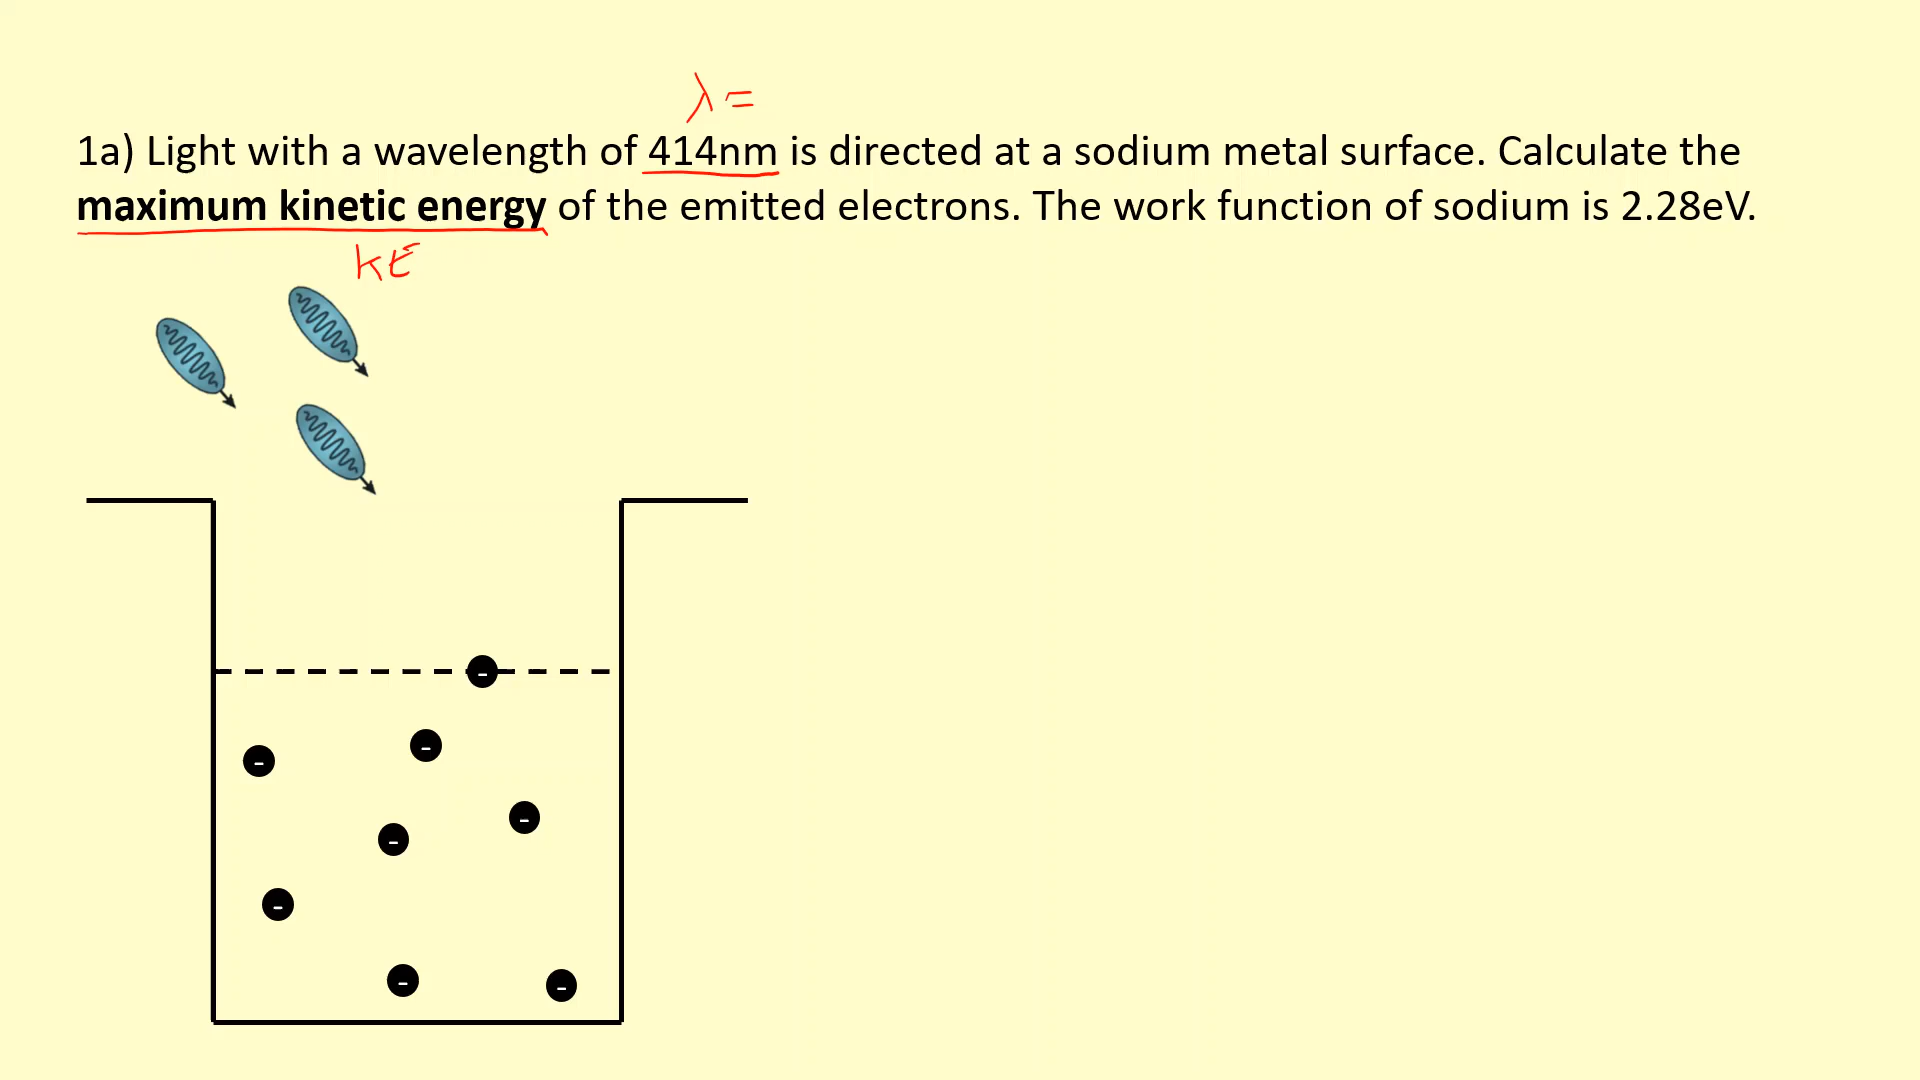 λ =
1a) Light with a wavelength of 414nm is directed at a sodium metal surface. Calculate the
maximum kinetic energy of the emitted electrons. The work function of sodium is 2.28eV.
KE
-
-
-
-
-
-
-
-